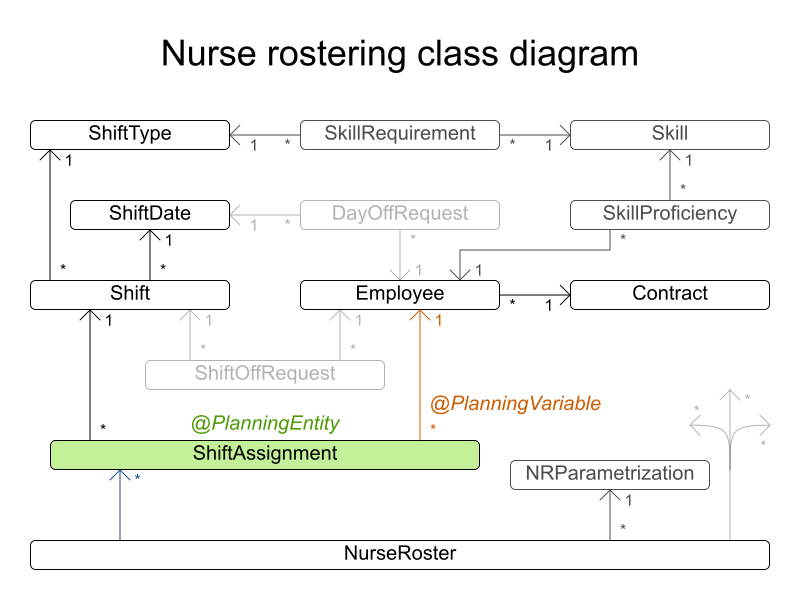 Nurse rostering class diagram
ShiftType
SkillRequirement
Skill
1
1
*
*
1
1
*
ShiftDate
DayOffRequest
SkillProficiency
1
*
1
*
*
*
*
1
1
Shift
Employee
Contract
*
1
1
1
1
1
*
*
ShiftOffRequest
@PlanningVariable
*
*
@PlanningEntity
*
*
*
ShiftAssignment
NRParametrization
*
1
*
NurseRoster